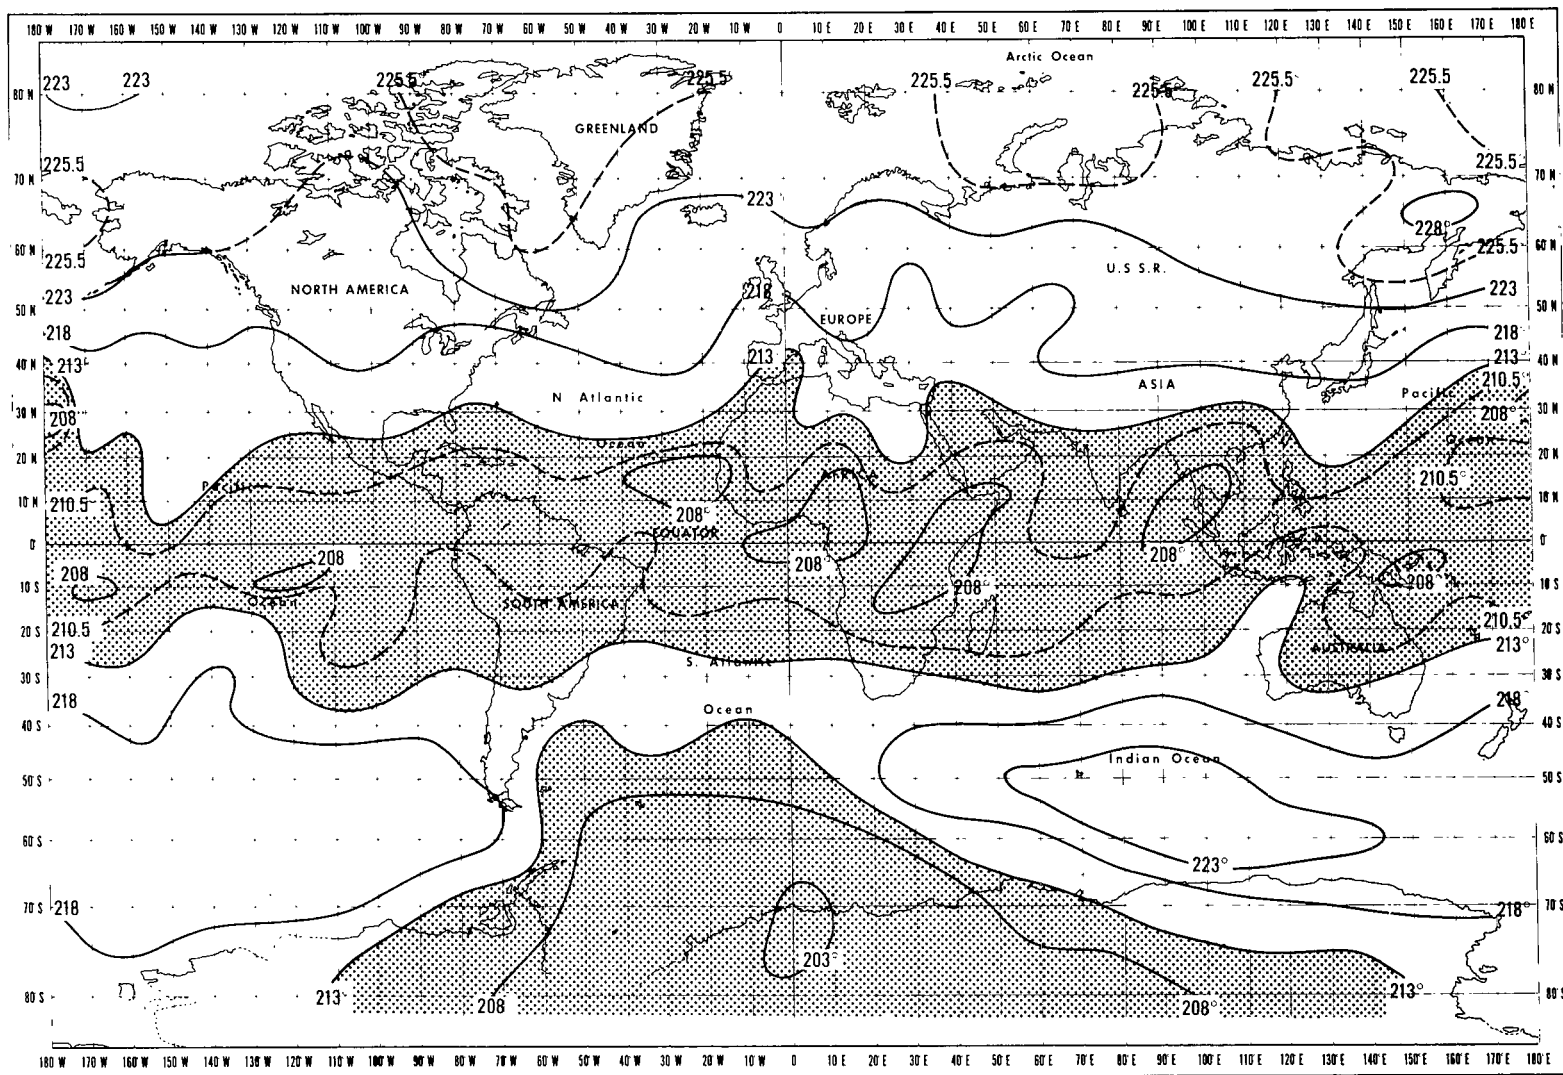 180 W 170 W 160 W 150 W 140 W 130 W 120 W 110 W 100 W 90 W 80 W 70 W 60 W 50 W 40 W 30 W 20 W 10 W 0 10 E 20 E 30 E 40 E 50 E 60 E 70 E 80 E 90 E 100 E 110 E 120 E 130 E 140 E 150 E 160 E 170 E 180 E
Arctic Ocean
223 223 225.5 225.5 225.5 225.5 225.5 225.5
80 N 80 N
GREENLAND
225.5 225.5
70 N 70 N
223
228°
60 N 225.5 60 N
225.5
U.S S.R.
NORTH AMERICA
223 223
218
50 N 50 N
EUROPE
218 218
213° 213 213°
40 N 40 N
210.5°
ASIA
N Atlantic Pacific
30 N 208 208° 30 N
Ocean Ocean
20 N 20 N
AFRICA 210.5°
Pacific
10 N 210.5 10 N
208°
EQUATOR
0° 0°
208 208° 208° 208°
208
10 S 208° 10 S
Ocean SOUTH AMERICA
20 S 210.5 210.5° 20 S
213 AUSTRALIA 213°
S. Atlantic
30 S 30 S
218 218
Ocean
40 S 40 S
Indian Ocean
50 S 50 S
60 S 60 S
223°
70 S 218 218° 70 S
203°
80 S 213 208 208° 213° 80 S
180 W 170 W 160 W 150 W 140 W 130 W 120 W 110 W 100 W 90 W 80 W 70 W 60 W 50 W 40 W 30 W 20 W 10 W 0 10 E 20 E 30 E 40 E 50 E 60 E 70 E 80 E 90 E 100 E 110 E 120 E 130 E 140 E 150 E 160 E 170 E 180 E